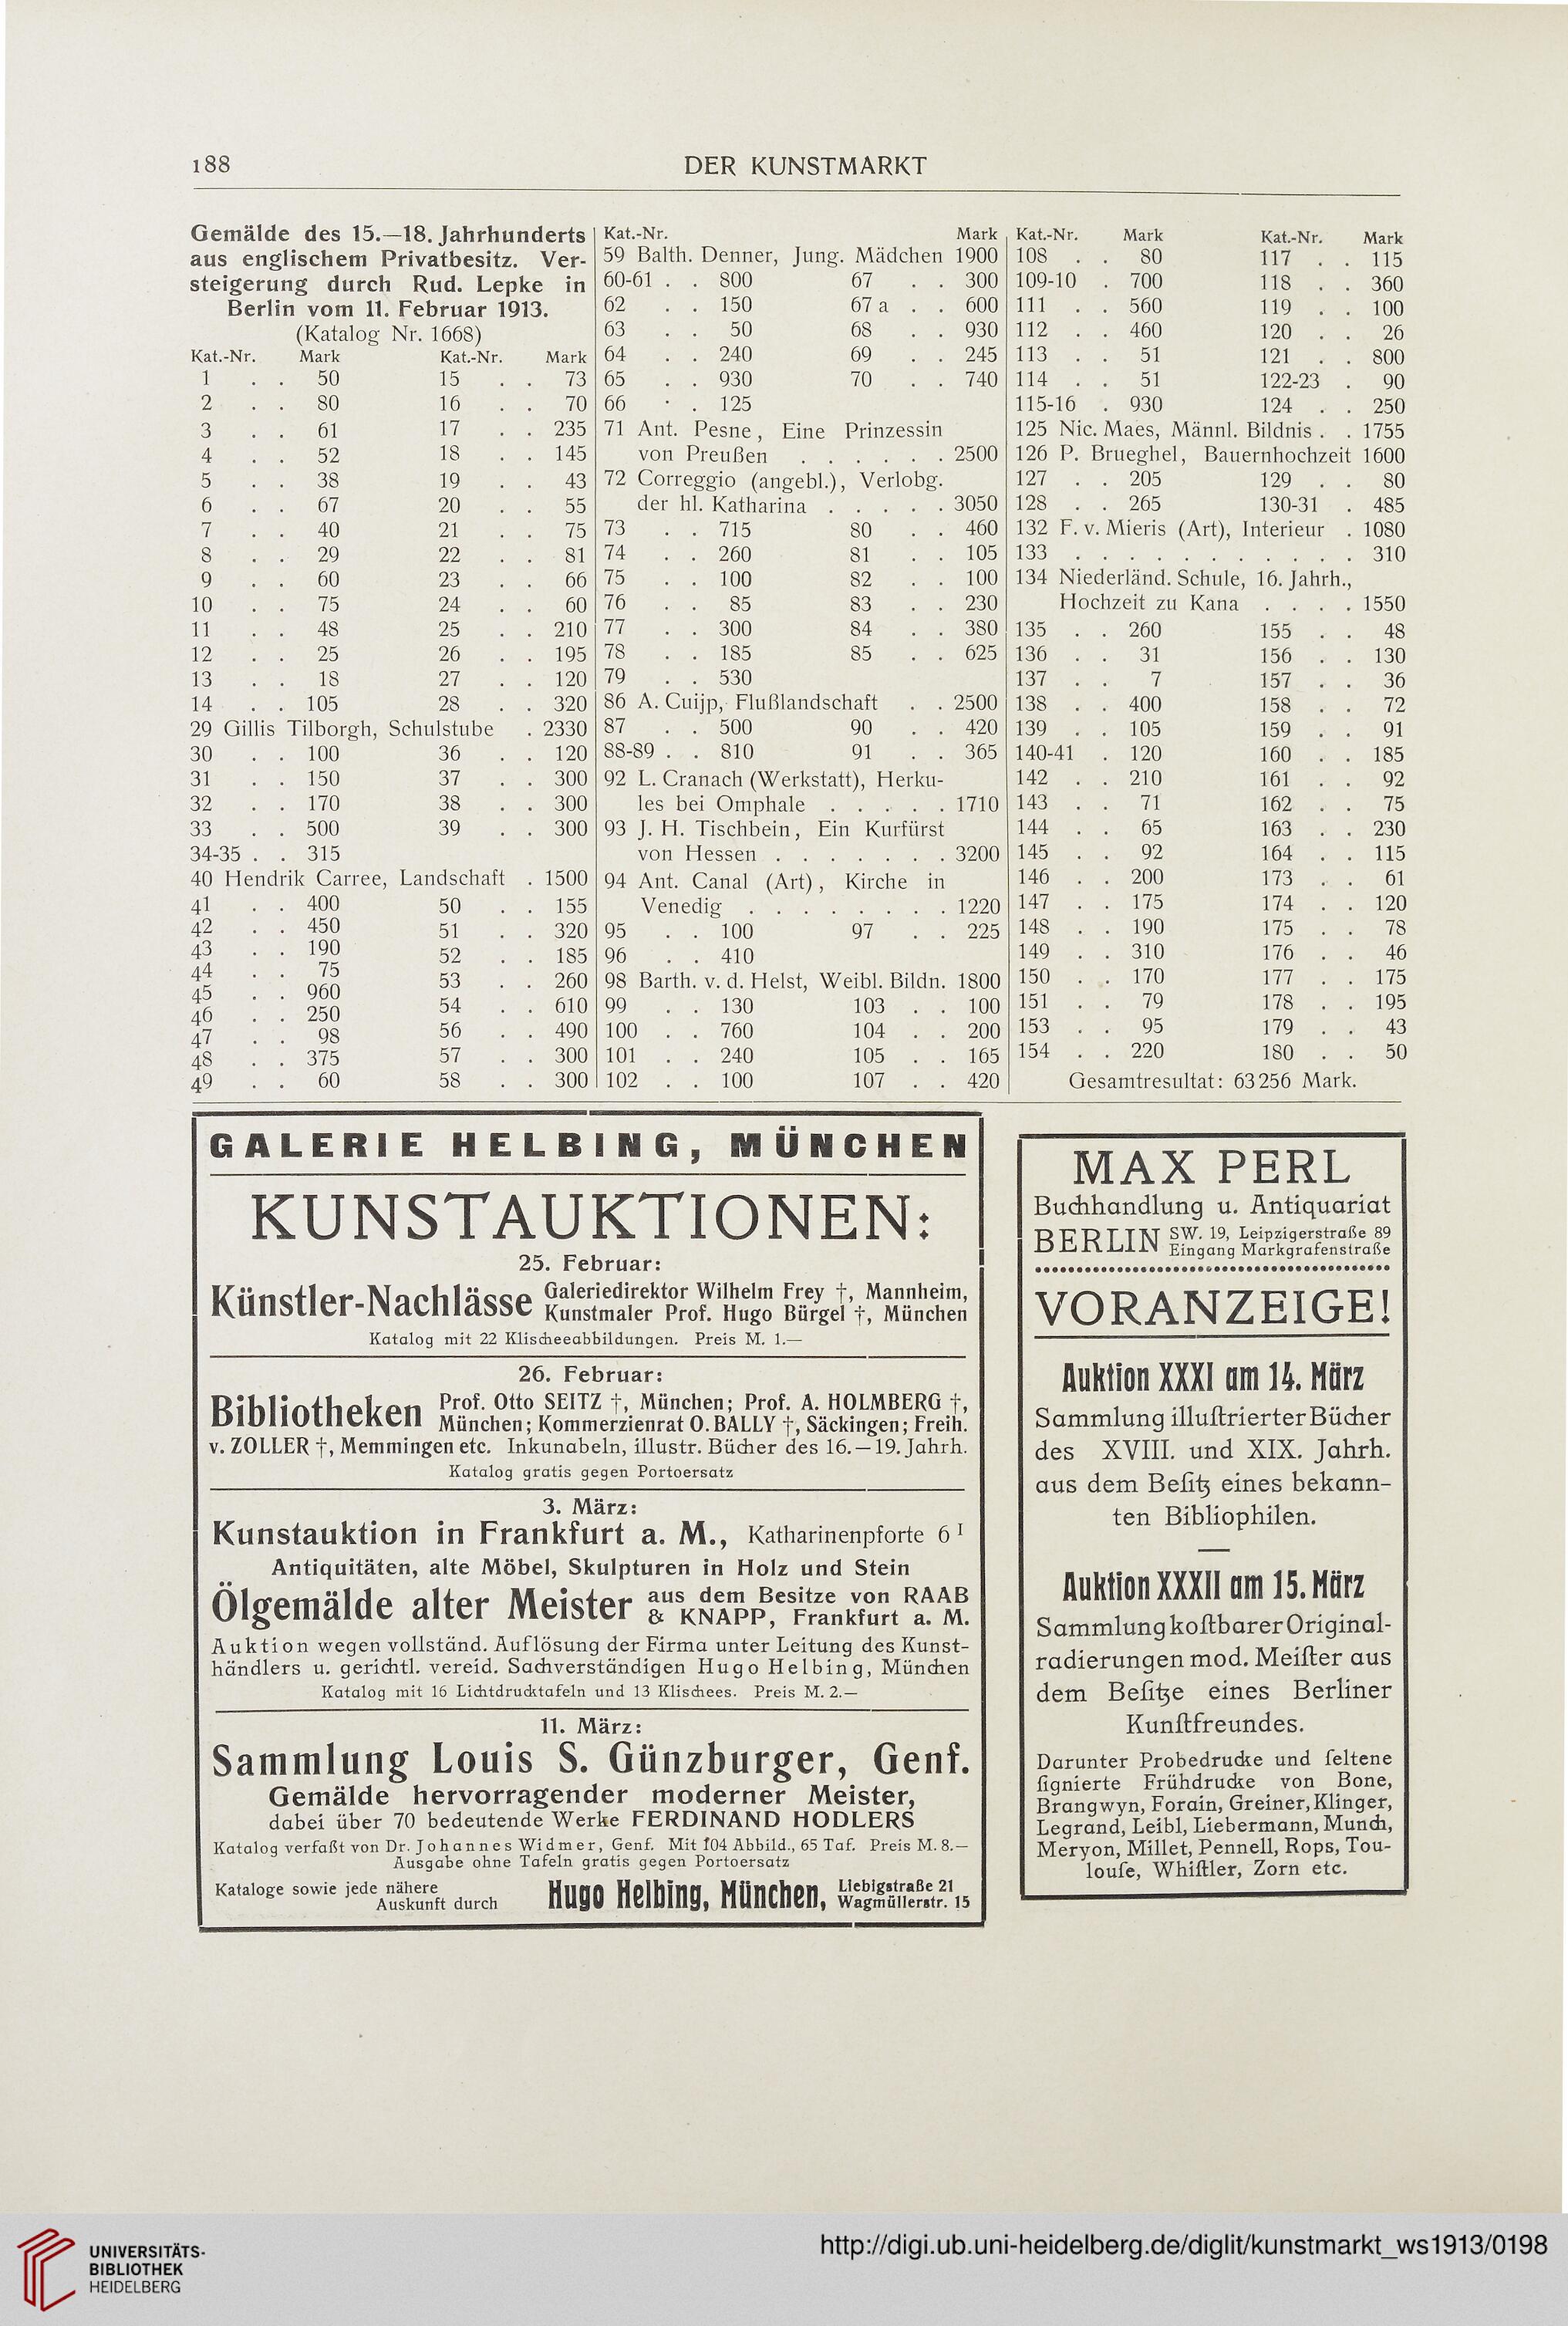 188
DER KUNSTMARKT
Gemälde des 15.—18. Jahrhunderts
aus englischem Privatbesitz. Ver-
steigerung durch Rud. Lepke in
Berlin vom 11. Februar 1913.
(Katalog Nr. 1668)
Kat.-Nr. Mark Kat.-Nr. Mark
1 . . 50 15 . . 73
2 . . 80 16 . . 70
3 . . 61 17 . . 235
4 . . 52 18 . . 145
5 . . 38 19 . . 43
6 . . 67 20 . . 55
7 . . 40 21 . . 75
8 . . 29 22 . . 81
9 . . 60 23 . . 66
10 . . 75 24 . . 60
11 . . 48 25 . . 210
12 . . 25 26 . . 195
13 . . 18 27 . . 120
14 . . 105 28 . . 320
29 Gillis Tilborgh, Schulstube . 2330
30 . . 100 36 . . 120
31 . . 150 37 . . 300
32 . . 170 38 . . 300
33 . . 500 39 . . 300
34-35 . . 315
40 Hendrik Carree, Landschaft . 1500
41 . . 400 50 . . 155
42 . . 450 51 . . 320
43 . . 190 52 . . 185
44 . . 75 53 . . 260
45 . . 960 54 . . 610
46 . . 250 56 . . 490
47 . . 98 57 . . 300
48 . . 375 58 . . 300
49 . . 60
Kat.-Nr. Mark
59 Balth. Denner, Jung. Mädchen 1900
60-61 . . 800 67 . . 300
62 . . 150 67a . . 600
63 . . 50 68 . . 930
64 . . 240 69 . . 245
65 . . 930 70 . . 740
66 . . 125
71 Ant. Pesne, Eine Prinzessin
von Preußen . . . . . . 2500
72 Correggio (angebl.), Verlobg.
der hl. Katharina . . . . . 3050
73 . . 715 80 . . 460
74 . . 260 81 . . 105
75 . . 100 82 . . 100
76 . . 85 83 . . 230
77 . . 300 84 . . 380
78 . . 185 85 . . 625
79 . . 530
86 A. Cuijp, Flußlandschaft . . 2500
87 . . 500 90 . . 420
88-89 . . 810 91 . . 365
92 L. Cranach (Werkstatt), Herku-
les bei Omphale . . . . . 1710
93 J. H. Tischbein, Ein Kurfürst
von Hessen . . . . . . . 3200
94 Ant. Canal (Art), Kirche in
Venedig . . . . . . . . 1220
95 . . 100 97 . . 225
96 . . 410
98 Barth. v. d. Helst, Weibl. Bildn. 1800
99 . . 130 103 . . 100
100 . . 760 104 . . 200
101 . . 240 105 . . 165
102 . . 100 107 . . 420
Kat.-Nr. Mark Kat.-Nr. Mark
108 . . 80 117 . . 115
109-10 . 700 118 . . 360
111 . . 560 119 . . 100
112 . . 460 120 . . 26
113 . . 51 121 . . 800
114 . . 51 122-23 . 90
115-16 . 930 124 . . 250
125 Nic. Maes, Männl. Bildnis . . 1755
126 P. Brueghel, Bauernhochzeit 1600
127 . . 205 129 . . 80
128 . . 265 130-31 . 485
132 F. v. Mieris (Art), Interieur . 1080
133 . . . . . . . . . . . 310
134 Niederländ. Schule, 16. Jahrh.,
Hochzeit zu Kana . . . . 1550
135 . . 260 155 . . 48
136 . . 31 156 . . 130
137 . . 7 157 . . 36
138 . . 400 158 . . 72
139 . . 105 159 . . 91
140-41 . 120 160 . . 185
142 . . 210 161 . . 92
143 . . 71 162 . . 75
144 . . 65 163 . . 230
145 . . 92 164 . . 115
146 . . 200 173 . . 61
147 . . 175 174 . . 120
148 . . 190 175 . . 78
149 . . 310 176 . . 46
150 . . 170 177 . . 175
151 . . 79 178 . . 195
153 . . 95 179 . . 43
154 . . 220 180 . . 50
Gesamtresultat: 63256 Mark.
GALERIE HELBING, MÜNCHEN
KUNSTAUKTIONEN:
25. Februar:
Künstler-Nachlässe Galeriedirektor Wilhelm Frey †, Mannheim,
Kunstmaler Prof. Hugo Bürgel †, München
Katalog mit 22 Klischeeabbildungen. Preis M. 1.—
26. Februar:
Bibliotheken Prof. Otto SEITZ †, München; Prof. A. HOLMBERG †,
München; Kommerzienrat O. BALLY †, Säckingen; Freih.
v. ZOLLER †, Memmingen etc. Inkunabeln, illustr. Bücher des 16.—19. Jahrh.
Katalog gratis gegen Portoersatz
3. März:
Kunstauktion in Frankfurt a. M., Katharinenpforte 6 I
Antiquitäten, alte Möbel, Skulpturen in Holz und Stein
Ölgemälde alter Meister aus dem Besitze von RAAB
& KNAPP, Frankfurt a. M.
Auktion wegen vollständ. Auflösung der Firma unter Leitung des Kunst-
händlers u. gerichtl. vereid. Sachverständigen Hugo Helbing, München
Katalog mit 16 Lichtdrucktafeln und 13 Klischees. Preis M. 2.—
11. März:
Sammlung Louis S. Günzburger, Genf.
Gemälde hervorragender moderner Meister,
dabei über 70 bedeutende Werke FERDINAND HODLERS
Katalog verfaßt von Dr. Johannes Widmer, Genf. Mit 104 Abbild., 65 Taf. Preis M. 8.—
Ausgabe ohne Tafeln gratis gegen Portoersatz
Kataloge sowie jede nähere
Auskunft durch Hugo Helbing, München, Liebigstraße 21
Wagmüllerstr. 15
MAX PERL
Buchhandlung u. Antiquariat
BERLIN SW. 19, Leipzigerstraße 89
Eingang Markgrafenstraße
VORANZEIGE!
Auktion XXXI am 14. März
Sammlung illuſtrierter Bücher
des XVIII. und XIX. Jahrh.
aus dem Beſitz eines bekann-
ten Bibliophilen.
Auktion XXXII am 15. März
Sammlung koſtbarer Original-
radierungen mod. Meiſter aus
dem Beſitze eines Berliner
Kunſtfreundes.
Darunter Probedrucke und ſeltene
ſignierte Frühdrucke von Bone,
Brangwyn, Forain, Greiner, Klinger,
Legrand, Leibl, Liebermann, Munch,
Meryon, Millet, Pennell, Rops, Tou-
louſe, Whiſtler, Zorn etc.
UNIVERSITÄTS-
BIBLIOTHEK
HEIDELBERG
http://digi.ub.uni-heidelberg.de/diglit/kunstmarkt_ws1913/0198